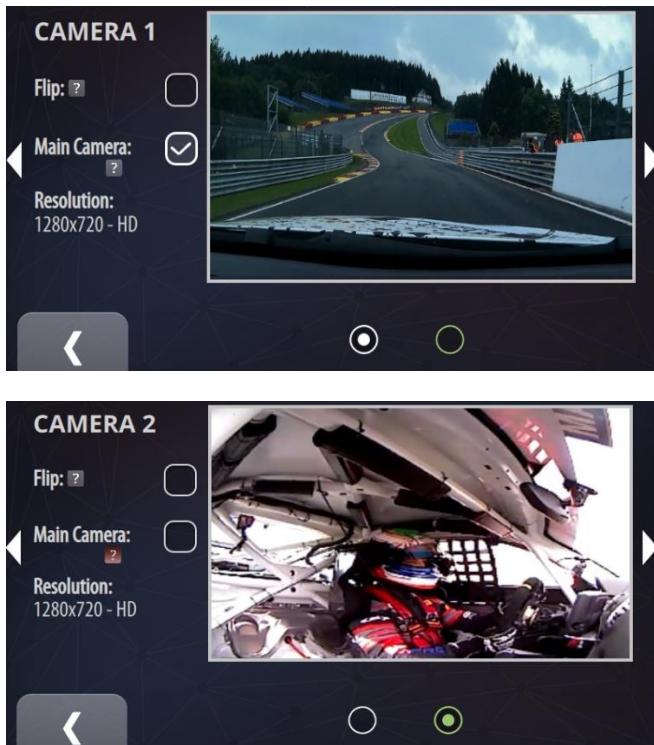 CAMERA 1
Flip: ?
Main Camera:
?
Resolution:
1280x720 - HD
CAMERA 2
Flip: ?
Main Camera:
?
Resolution:
1280x720 - HD